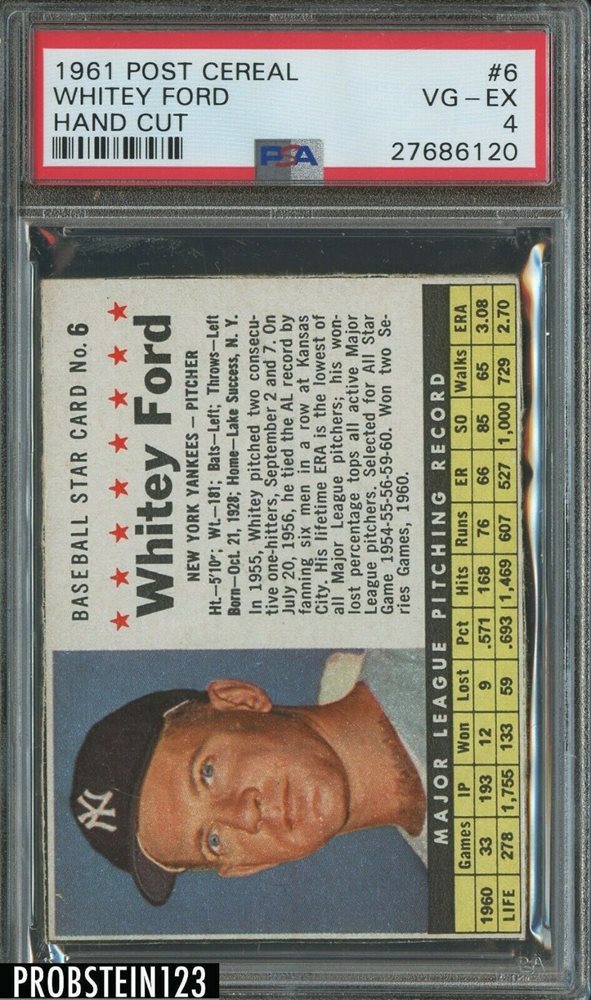 1961 POST CEREAL #6
WHITEY FORD VG-EX
HAND CUT 4
PSA 27686120
BASEBALL STAR CARD No. 6
Whitey Ford
NEW YORK YANKEES — PITCHER
Ht.—5'10"; Wt.—181; Bats—Left; Throws—Left
Born—Oct. 21, 1928; Home—Lake Success, N. Y.
In 1955, Whitey pitched two consecu-
tive one-hitters, September 2 and 7. On
July 20, 1956, he tied the AL record by
fanning six men in a row at Kansas
City. His lifetime ERA is the lowest of
all Major League pitchers; his won-
lost percentage tops all active Major
League pitchers. Selected for All Star
Game 1954-55-56-59-60. Won two Se-
ries Games, 1960.
NY
MAJOR LEAGUE PITCHING RECORD
Games IP Won Lost Pct Hits Runs ER SO Walks ERA
1960 33 193 12 9 .571 168 76 66 85 65 3.08
LIFE 278 1,755 133 59 .693 1,469 607 527 1,000 729 2.70
PROBSTEIN123